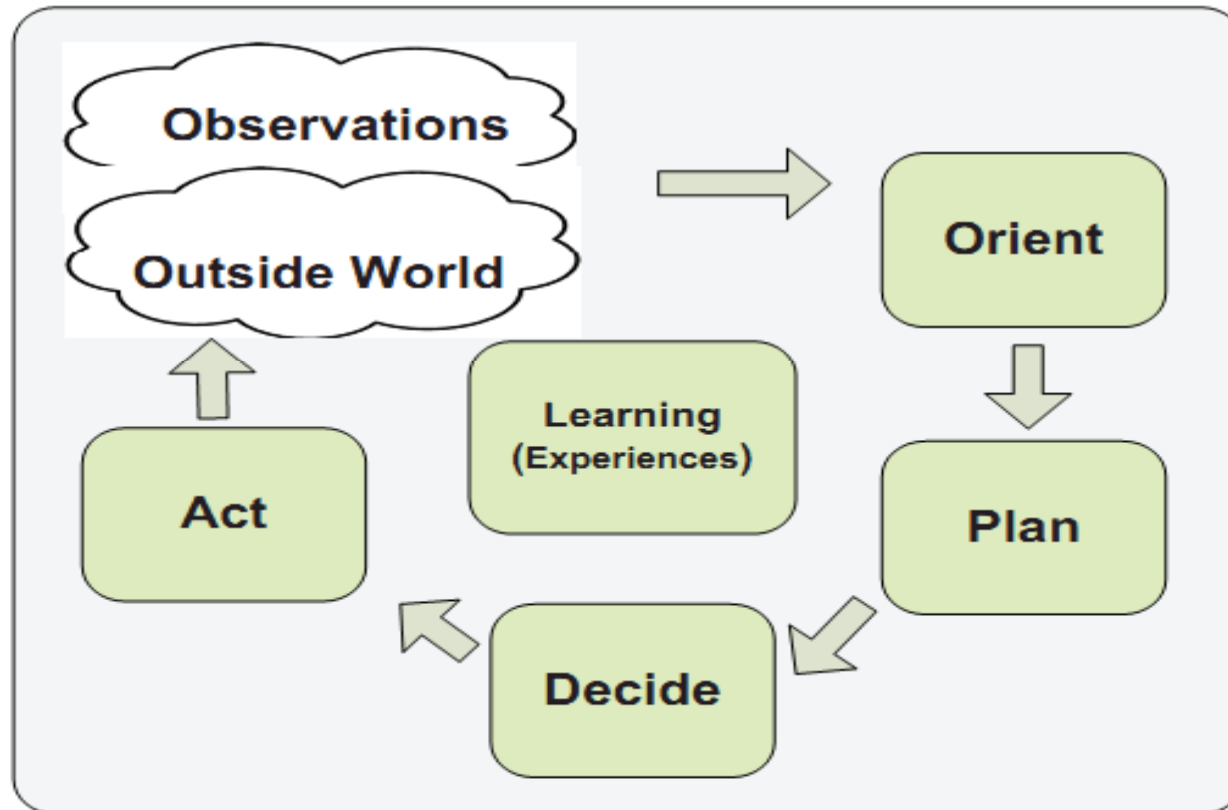 Observations
Outside World
Orient
Learning
(Experiences)
Act
Plan
Decide